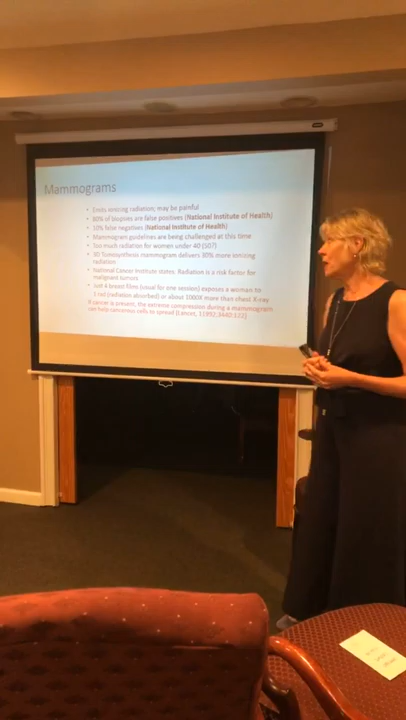 Mammograms
• Emits ionizing radiation; may be painful
• 80% of biopsies are false positives (National Institute of Health)
• 10% false negatives (National Institute of Health)
• Mammogram guidelines are being challenged at this time
• Too much radiation for women under 40 (50?)
• 3D Tomosynthesis mammogram delivers 80% more ionizing
radiation
• National Cancer Institute states: Radiation is a risk factor for
malignant tumors.
• Just 4 breast films (usual for one session) exposes a woman to
1 rad (radiation absorbed) or about 1000X more than chest X-ray
If cancer is present, the extreme compression during a mammogram
can help cancerous cells to spread (Lancet,